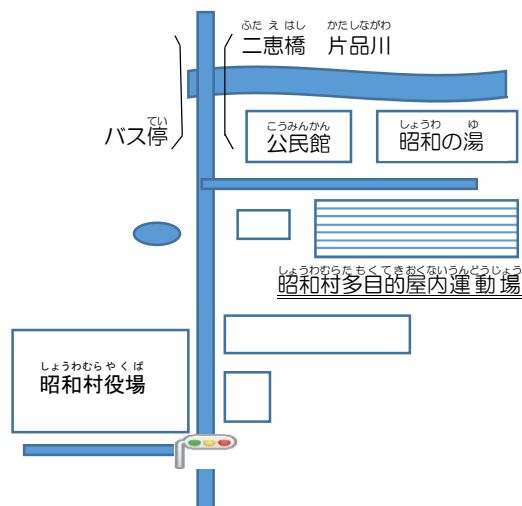 ふたえはし かたしながわ
二恵橋 片品川
てい
バス停
こうみんかん
公民館
しょうわ ゆ
昭和の湯
しょうわむらたもくてきおくないうんどうじょう
昭和村多目的屋内運動場
しょうわむらやくば
昭和村役場